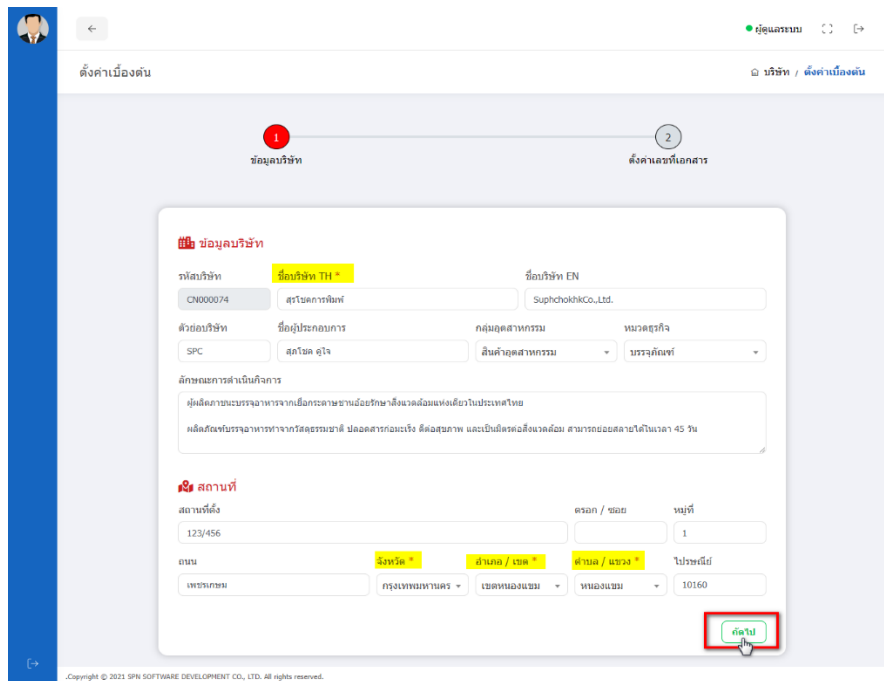 ผู้ดูแลระบบ
ตั้งค่าเบื้องต้น
บริษัท / ตั้งค่าเบื้องต้น
1
2
ข้อมูลบริษัท
ตั้งค่าเลขที่เอกสาร
ข้อมูลบริษัท
รหัสบริษัท ชื่อบริษัท TH * ชื่อบริษัท EN
CN000074 สุรโชคการพิมพ์ SuphchokhkCo.,Ltd.
ตัวย่อบริษัท ชื่อผู้ประกอบการ กลุ่มอุตสาหกรรม หมวดธุรกิจ
SPC สุภโชค ดูใจ สินค้าอุตสาหกรรม บรรจุภัณฑ์
ลักษณะการดำเนินกิจการ
ผู้ผลิตภาชนะบรรจุอาหารจากเยื่อกระดาษชานอ้อยรักษาสิ่งแวดล้อมแห่งเดียวในประเทศไทย
ผลิตภัณฑ์บรรจุอาหารทำจากวัสดุธรรมชาติ ปลอดสารก่อมะเร็ง ดีต่อสุขภาพ และเป็นมิตรต่อสิ่งแวดล้อม สามารถย่อยสลายได้ในเวลา 45 วัน
สถานที่
สถานที่ตั้ง ตรอก / ซอย หมู่ที่
123/456 1
ถนน จังหวัด * อำเภอ / เขต * ตำบล / แขวง * ไปรษณีย์
เพชรเกษม กรุงเทพมหานคร เขตหนองแขม หนองแขม 10160
ถัดไป
.Copyright © 2021 SPN SOFTWARE DEVELOPMENT CO., LTD. All rights reserved.